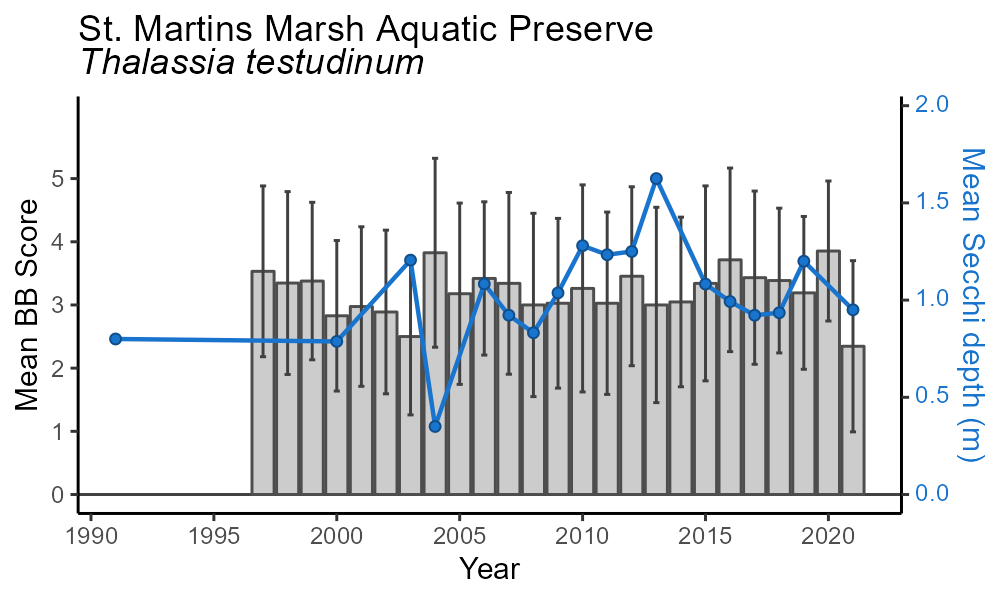 St. Martins Marsh Aquatic Preserve
Thalassia testudinum
Mean BB Score
5
4
3
2
1
0
2.0
1.5
1.0
0.5
0.0
Mean Secchi depth (m)
1990 1995 2000 2005 2010 2015 2020
Year